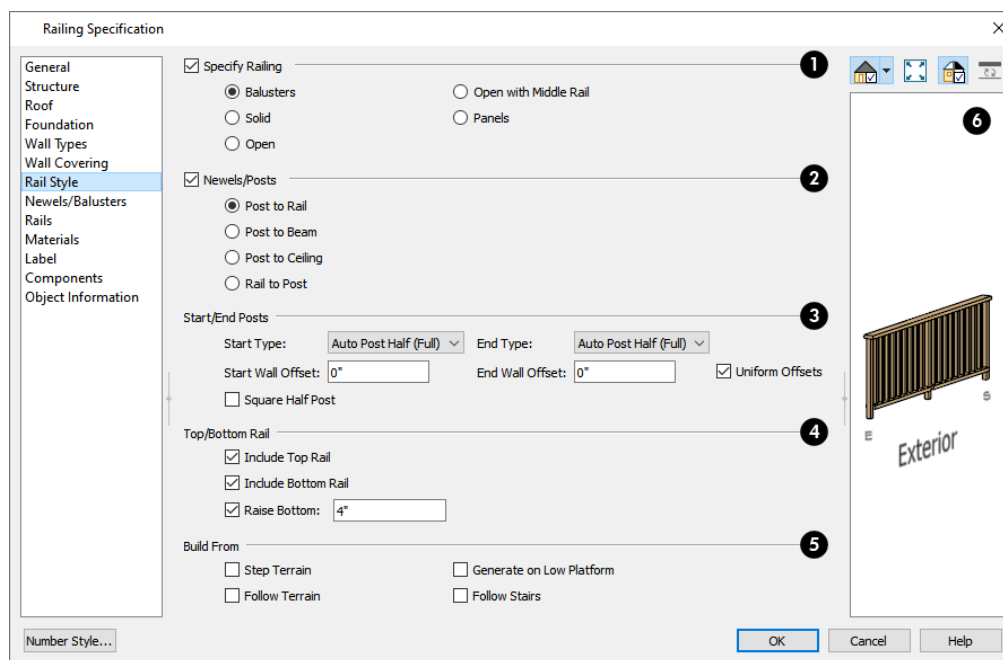 Railing Specification
General
Structure
Roof
Foundation
Wall Types
Wall Covering
Rail Style
Newels/Balusters
Rails
Materials
Label
Components
Object Information
Number Style...
Specify Railing
1
Balusters
Open with Middle Rail
Solid
Panels
Open
Newels/Posts
2
Post to Rail
Post to Beam
Post to Ceiling
Rail to Post
Start/End Posts
3
Start Type: Auto Post Half (Full) End Type: Auto Post Half (Full)
Start Wall Offset: 0" End Wall Offset: 0" Uniform Offsets
Square Half Post
Top/Bottom Rail
4
Include Top Rail
Include Bottom Rail
Raise Bottom: 4"
Build From
5
Step Terrain
Generate on Low Platform
Follow Terrain
Follow Stairs
6
S
E
Exterior
OK
Cancel
Help